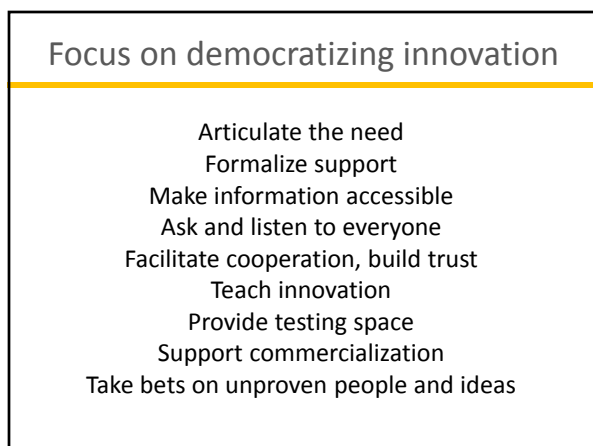 Focus on democratizing innovation
Articulate the need
Formalize support
Make information accessible
Ask and listen to everyone
Facilitate cooperation, build trust
Teach innovation
Provide testing space
Support commercialization
Take bets on unproven people and ideas